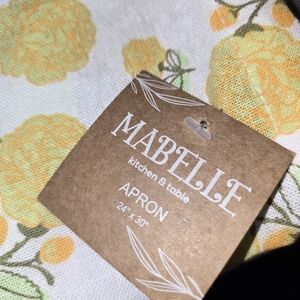 MABELLE
kitchen & table
APRON
24" x 30"